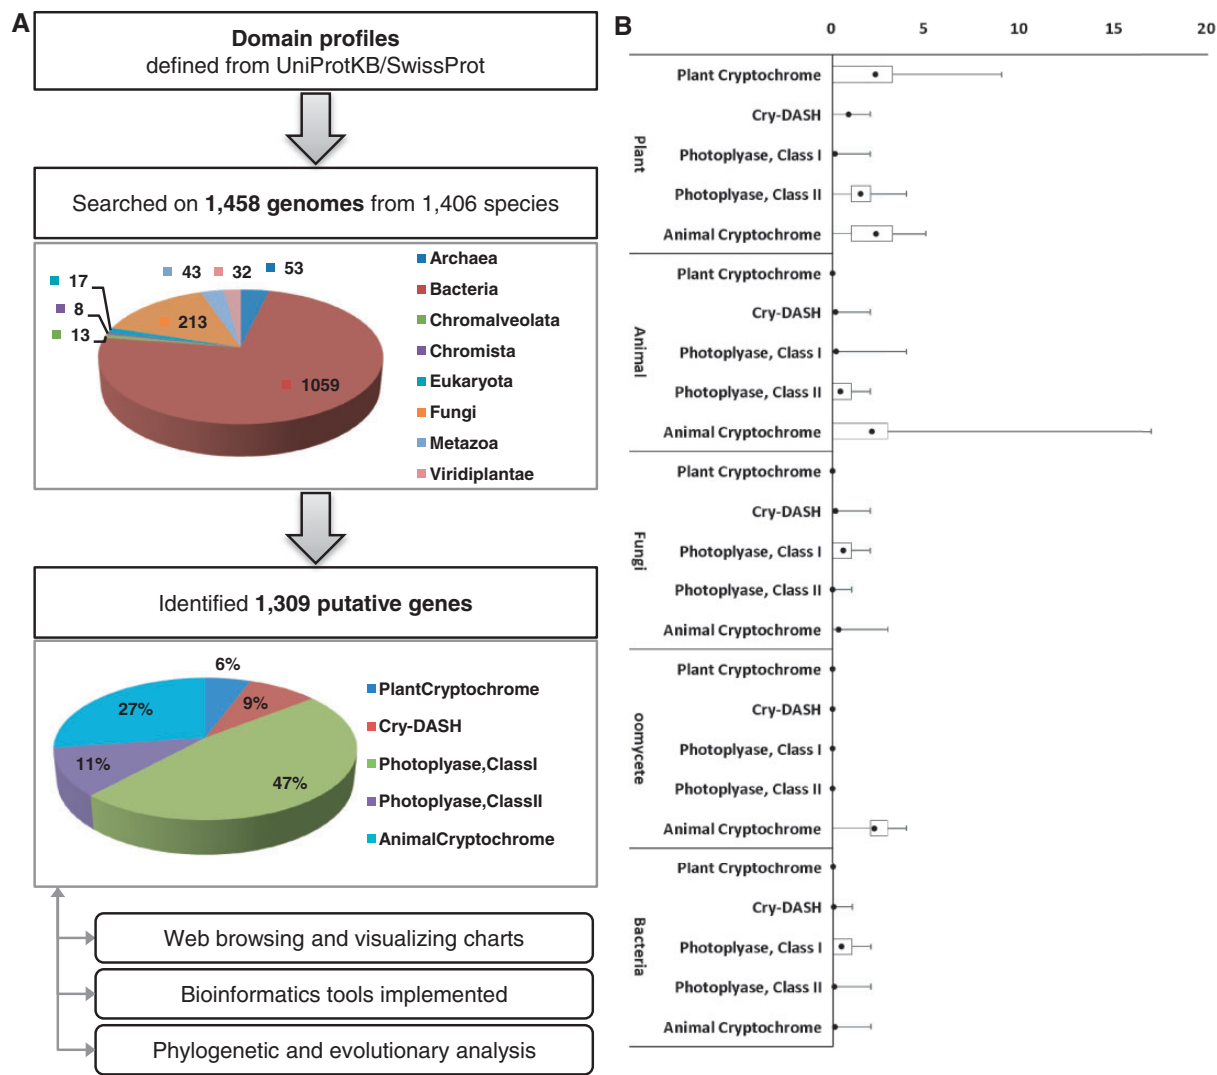 A
Domain profiles
defined from UniProtKB/SwissProt
Searched on 1,458 genomes from 1,406 species
17
8
13
43
32
53
213
1059
Archaea
Bacteria
Chromalveolata
Chromista
Eukaryota
Fungi
Metazoa
Viridiplantae
Identified 1,309 putative genes
6%
9%
27%
11%
47%
PlantCryptochrome
Cry-DASH
Photoplyase,ClassI
Photoplyase,ClassII
AnimalCryptochrome
Web browsing and visualizing charts
Bioinformatics tools implemented
Phylogenetic and evolutionary analysis
B
0 5 10 15 20
Plant
Plant Cryptochrome
Cry-DASH
Photoplyase, Class I
Photoplyase, Class II
Animal Cryptochrome
Animal
Plant Cryptochrome
Cry-DASH
Photoplyase, Class I
Photoplyase, Class II
Animal Cryptochrome
Fungi
Plant Cryptochrome
Cry-DASH
Photoplyase, Class I
Photoplyase, Class II
Animal Cryptochrome
oomycete
Plant Cryptochrome
Cry-DASH
Photoplyase, Class I
Photoplyase, Class II
Animal Cryptochrome
Bacteria
Plant Cryptochrome
Cry-DASH
Photoplyase, Class I
Photoplyase, Class II
Animal Cryptochrome